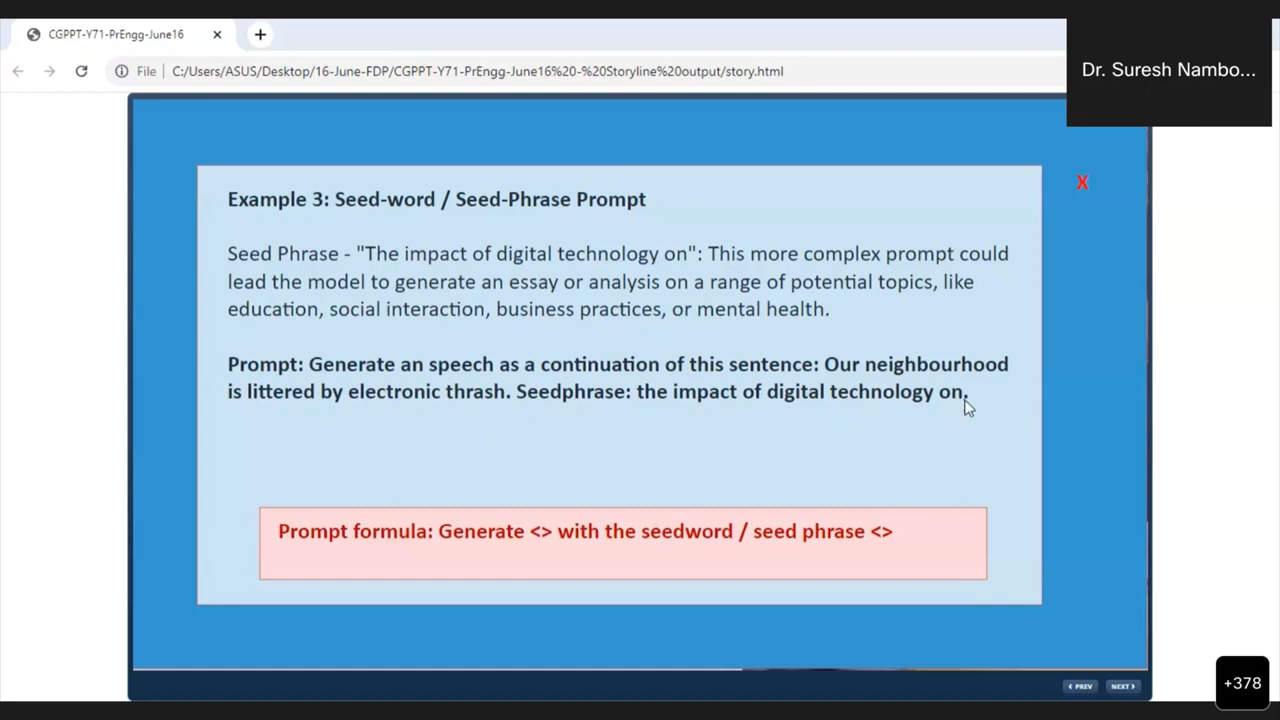 CGPPT-Y71-PrEngg-June16
File
C:/Users/ASUS/Desktop/16-June-FDP/CGPPT-Y71-PrEngg-June16%20-%20Storyline%20output/story.html
Dr. Suresh Nambo...
X
Example 3: Seed-word / Seed-Phrase Prompt
Seed Phrase - "The impact of digital technology on": This more complex prompt could
lead the model to generate an essay or analysis on a range of potential topics, like
education, social interaction, business practices, or mental health.
Prompt: Generate an speech as a continuation of this sentence: Our neighbourhood
is littered by electronic thrash. Seedphrase: the impact of digital technology on.
Prompt formula: Generate <> with the seedword / seed phrase <>
PREV NEXT
+378